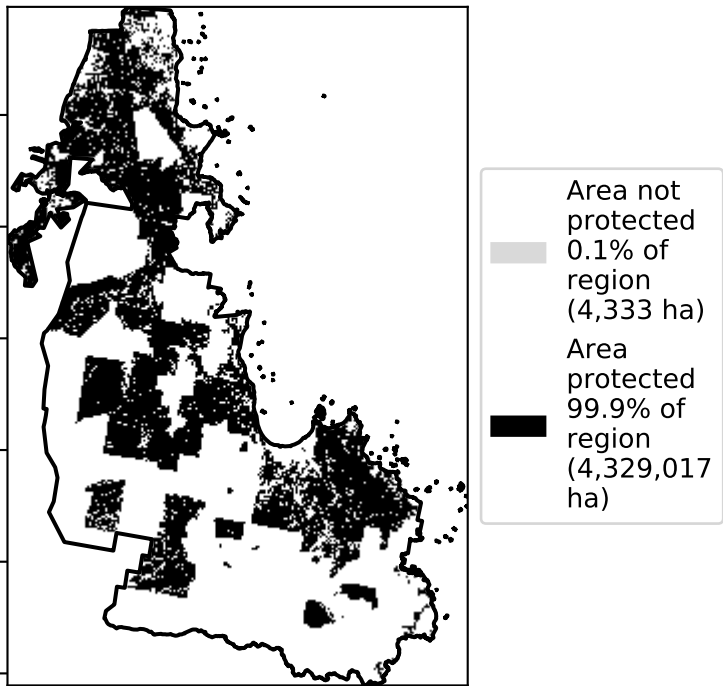 Area not
protected
0.1% of
region
(4,333 ha)
Area
protected
99.9% of
region
(4,329,017
ha)